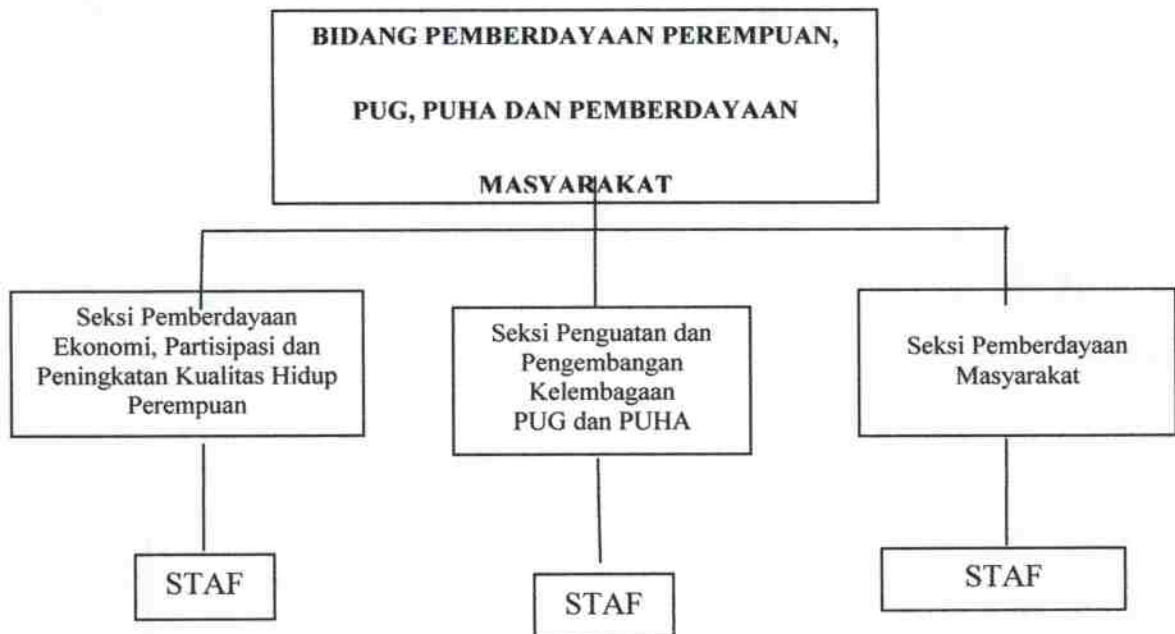 BIDANG PEMBERDAYAAN PEREMPUAN,
PUG, PUHA DAN PEMBERDAYAAN
MASYARAKAT
Seksi Pemberdayaan
Ekonomi, Partisipasi dan
Peningkatan Kualitas Hidup
Perempuan
Seksi Penguatan dan
Pengembangan
Kelembagaan
PUG dan PUHA
Seksi Pemberdayaan
Masyarakat
STAF
STAF
STAF